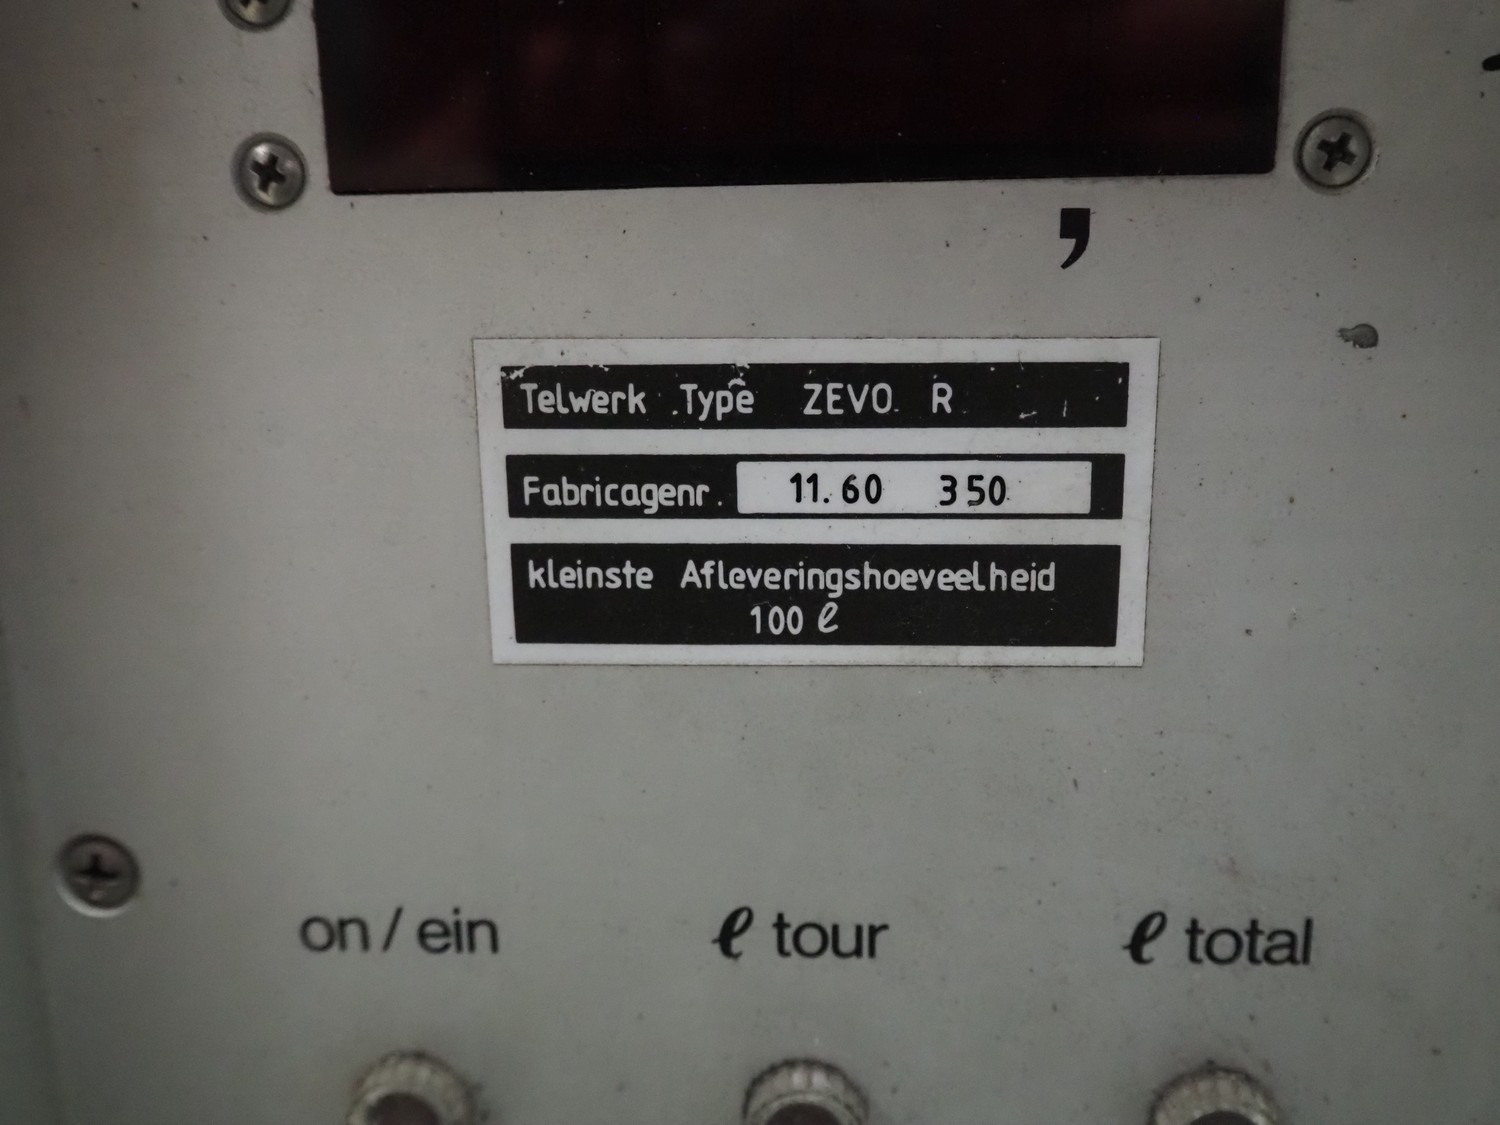 ,
Telwerk Type ZEVO R
Fabricagenr. 11.60 350
kleinste Afleveringshoeveelheid
100 ℓ
on / ein ℓ tour ℓ total